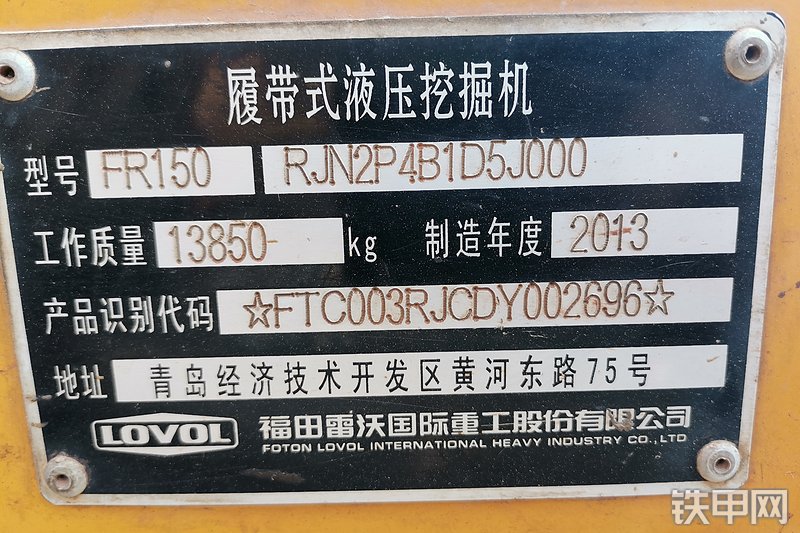 履带式液压挖掘机
型号 FR150 RJN2P4B1D5J000
工作质量 13850 kg 制造年度 2013
产品识别代码 ☆FTC003RJCDY002696☆
地址 青岛经济技术开发区黄河东路75号
LOVOL 福田雷沃国际重工股份有限公司
FOTON LOVOL INTERNATIONAL HEAVY INDUSTRY CO.,LTD
铁甲网